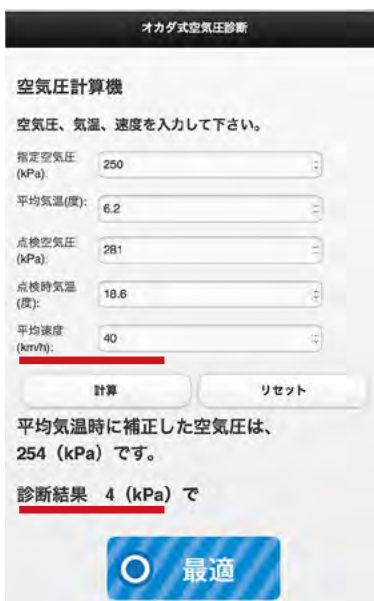 オカダ式空気圧診断
空気圧計算機
空気圧、気温、速度を入力して下さい。
指定空気圧
(kPa):
250
平均気温(度):
6.2
点検空気圧
(kPa):
281
点検時気温
(度):
18.6
平均速度
(km/h):
40
計算
リセット
平均気温時に補正した空気圧は、
254（kPa）です。
診断結果　4（kPa）で
最適